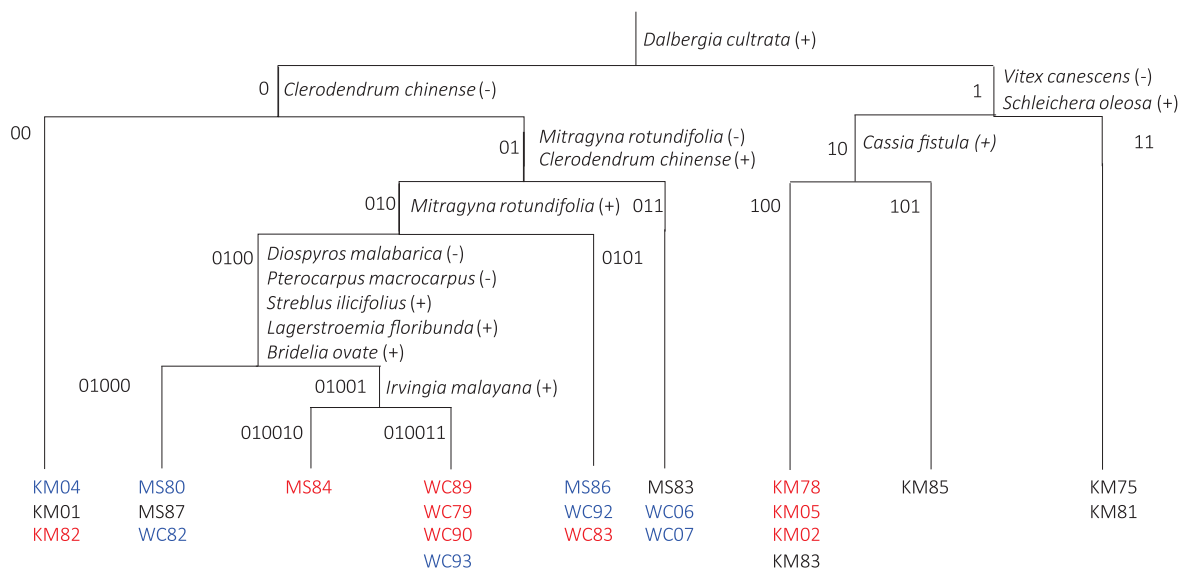 Dalbergia cultrata (+)
0
Clerodendrum chinense (-)
1
Vitex canescens (-)
Schleichera oleosa (+)
00
01
Mitragyna rotundifolia (-)
Clerodendrum chinense (+)
10
Cassia fistula (+)
11
010
Mitragyna rotundifolia (+)
011
100
101
0100
Diospyros malabarica (-)
Pterocarpus macrocarpus (-)
Streblus ilicifolius (+)
Lagerstroemia floribunda (+)
Bridelia ovate (+)
0101
01000
01001
Irvingia malayana (+)
010010
010011
KM04
KM01
KM82
MS80
MS87
WC82
MS84
WC89
WC79
WC90
WC93
MS86
WC92
WC83
MS83
WC06
WC07
KM78
KM05
KM02
KM83
KM85
KM75
KM81